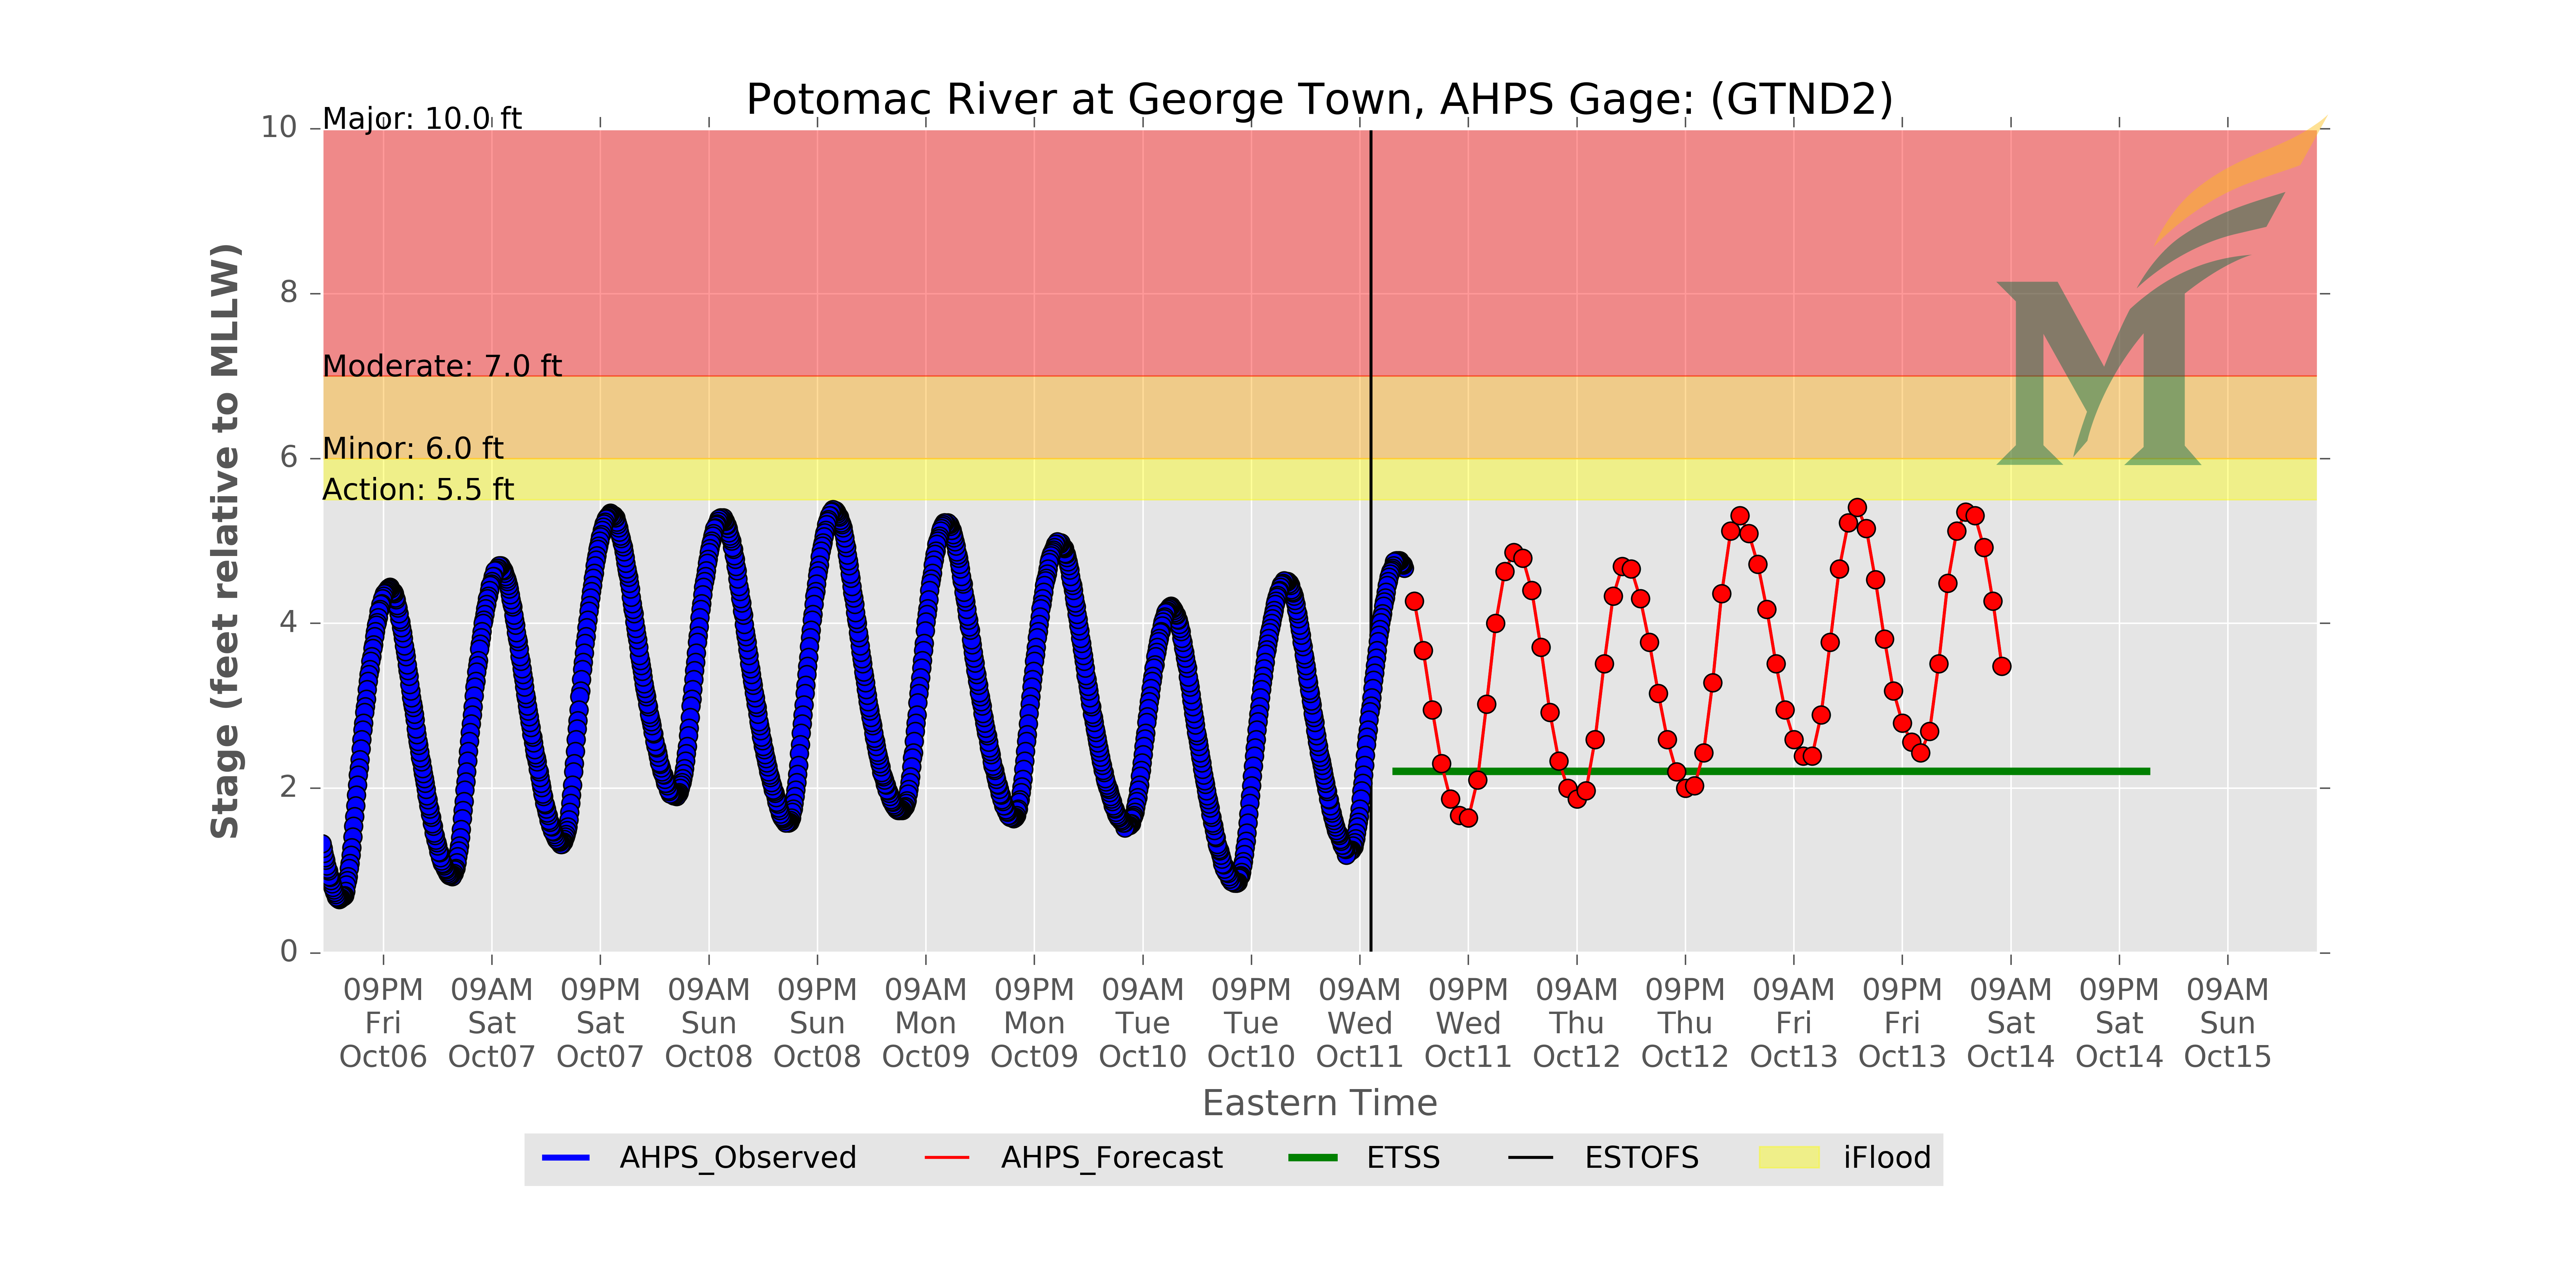 Potomac River at George Town, AHPS Gage: (GTND2)
Stage (feet relative to MLLW)
10
8
6
4
2
0
Major: 10.0 ft
Moderate: 7.0 ft
Minor: 6.0 ft
Action: 5.5 ft
09PM 09AM 09PM 09AM 09PM 09AM 09PM 09AM 09PM 09AM 09PM 09AM 09PM 09AM 09PM 09AM 09PM 09AM
Fri Sat Sat Sun Sun Mon Mon Tue Tue Wed Wed Thu Thu Fri Fri Sat Sat Sun
Oct06 Oct07 Oct07 Oct08 Oct08 Oct09 Oct09 Oct10 Oct10 Oct11 Oct11 Oct12 Oct12 Oct13 Oct13 Oct14 Oct14 Oct15
Eastern Time
AHPS_Observed AHPS_Forecast ETSS ESTOFS iFlood
M